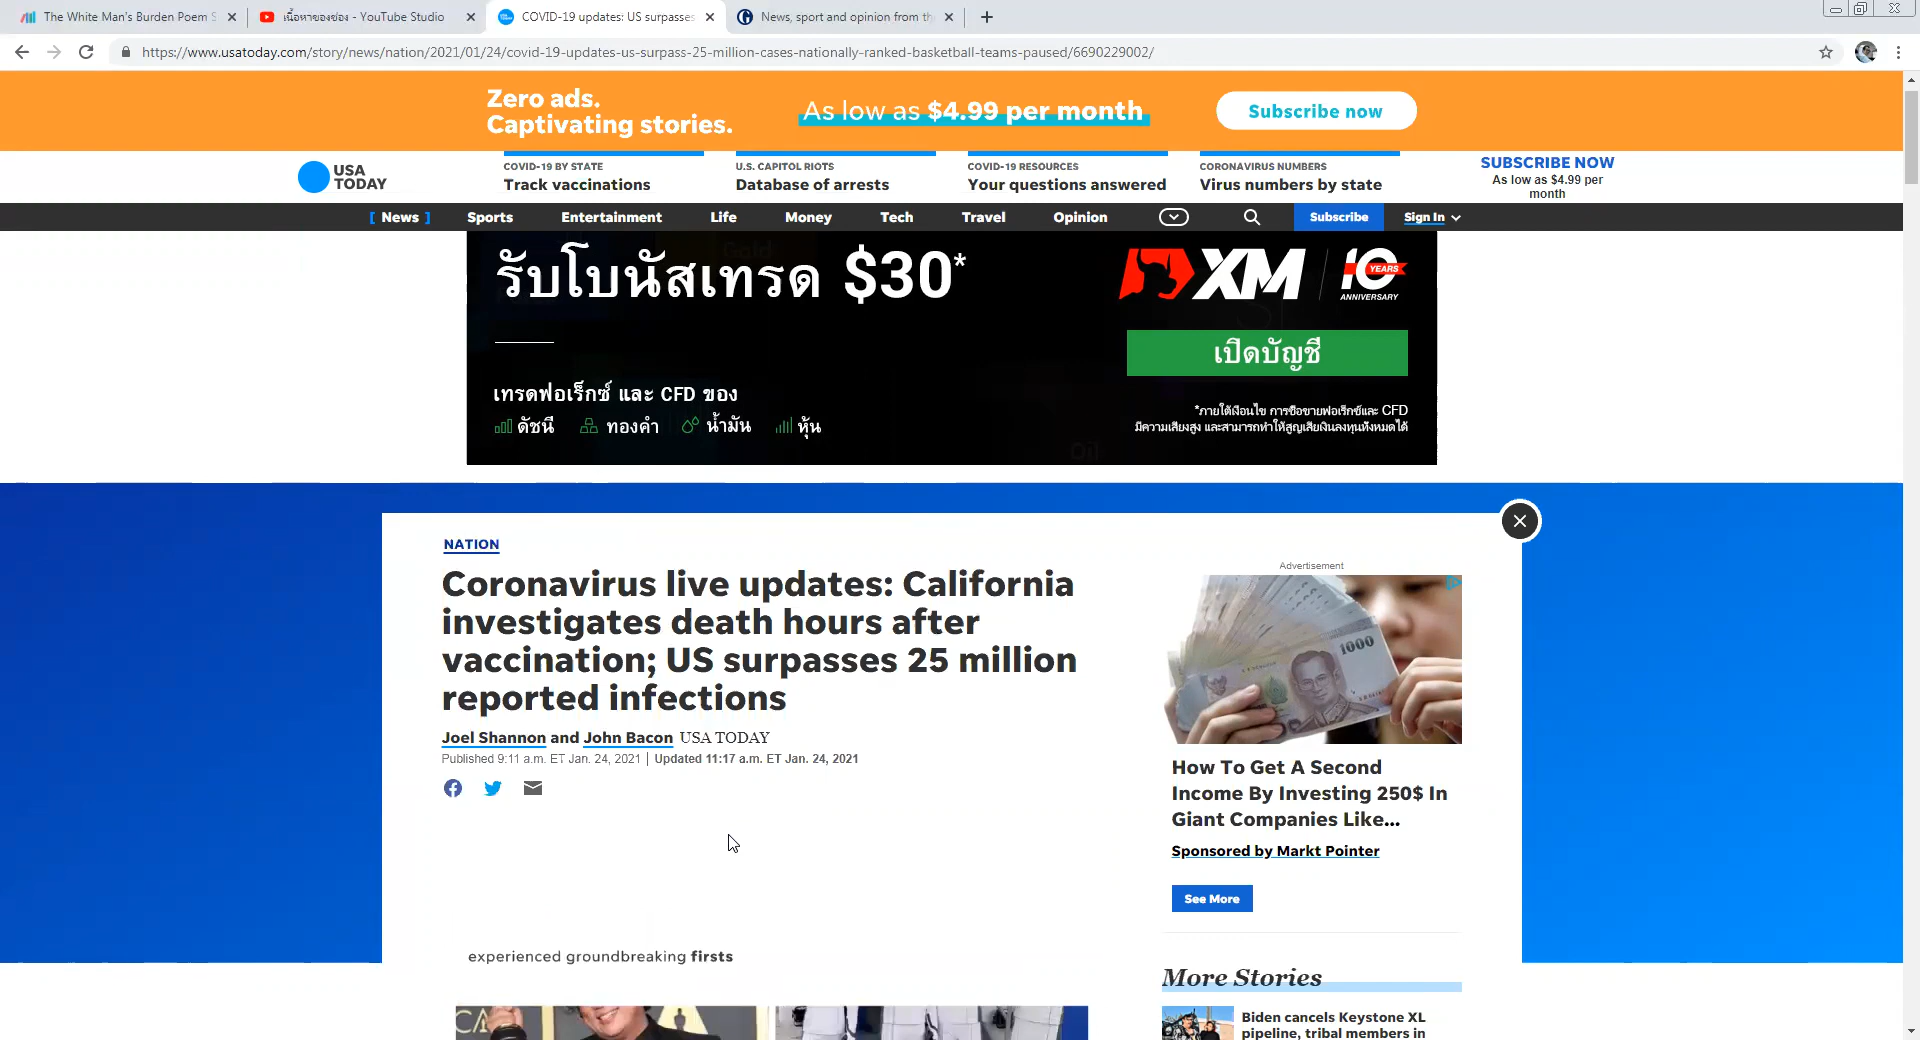 The White Man's Burden Poem S
เนื้อหาของช่อง - YouTube Studio
COVID-19 updates: US surpasses
News, sport and opinion from th
https://www.usatoday.com/story/news/nation/2021/01/24/covid-19-updates-us-surpass-25-million-cases-nationally-ranked-basketball-teams-paused/6690229002/
Zero ads.
Captivating stories.
As low as $4.99 per month
Subscribe now
USA
TODAY
COVID-19 BY STATE
Track vaccinations
U.S. CAPITOL RIOTS
Database of arrests
COVID-19 RESOURCES
Your questions answered
CORONAVIRUS NUMBERS
Virus numbers by state
SUBSCRIBE NOW
As low as $4.99 per
month
[ News ]
Sports
Entertainment
Life
Money
Tech
Travel
Opinion
Subscribe
Sign In
Gold
รับโบนัสเทรด $30*
XM
10
YEARS
ANNIVERSARY
เปิดบัญชี
เทรดฟอเร็กซ์ และ CFD ของ
ดัชนี
ทองคำ
น้ำมัน
หุ้น
*ภายใต้เงื่อนไข การซื้อขายฟอเร็กซ์และ CFD
มีความเสี่ยงสูง และสามารถทำให้สูญเสียเงินลงทุนทั้งหมดได้
Oil
NATION
Coronavirus live updates: California
investigates death hours after
vaccination; US surpasses 25 million
reported infections
Joel Shannon and John Bacon USA TODAY
Published 9:11 a.m. ET Jan. 24, 2021 | Updated 11:17 a.m. ET Jan. 24, 2021
experienced groundbreaking firsts
CA
Advertisement
1000
How To Get A Second
Income By Investing 250$ In
Giant Companies Like...
Sponsored by Markt Pointer
See More
More Stories
Biden cancels Keystone XL
pipeline, tribal members in